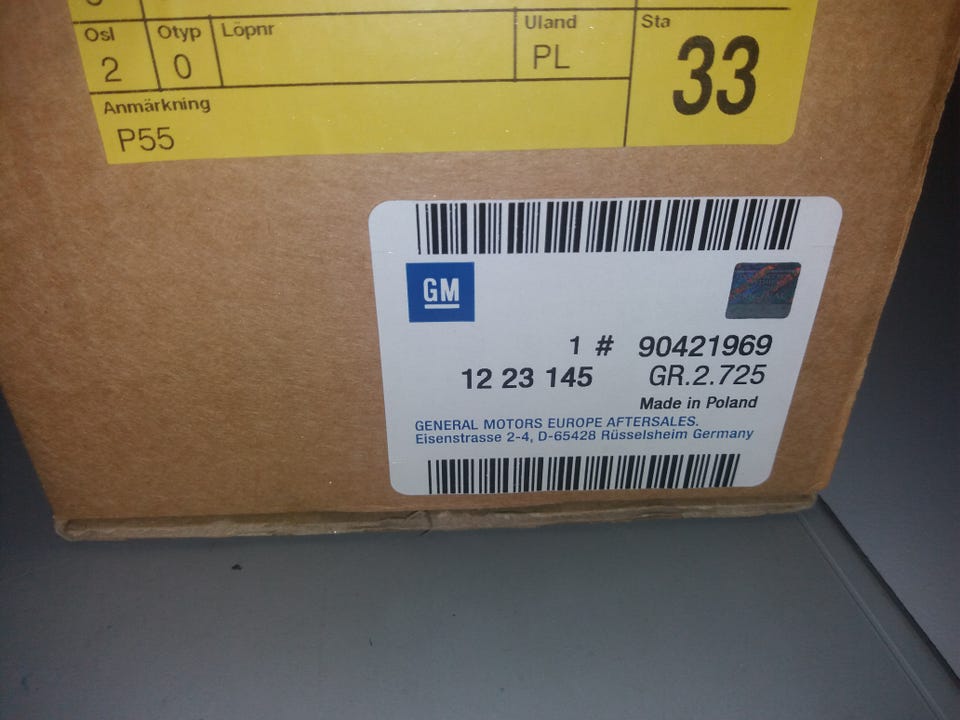 Osl Otyp Löpnr Uland Sta
2 0 PL 33
Anmärkning
P55
GM
1 # 90421969
12 23 145 GR.2.725
Made in Poland
GENERAL MOTORS EUROPE AFTERSALES.
Eisenstrasse 2-4, D-65428 Rüsselsheim Germany